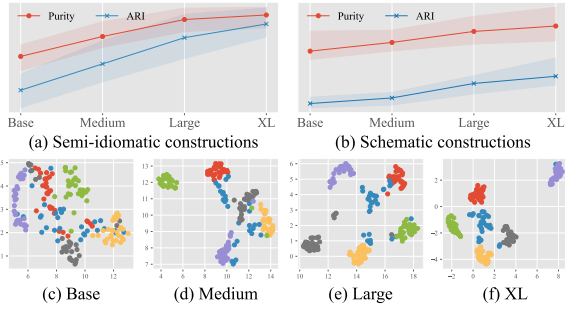 Purity ARI
Purity ARI
Base Medium Large XL
Base Medium Large XL
(a) Semi-idiomatic constructions
(b) Schematic constructions
5
4
3
2
1
6 8 10 12
13
12
11
10
9
8
7
4 6 8 10 12 14
6
5
4
3
2
1
0
10 12 14 16 18
2
0
−2
−4
−2 0 2 4 6 8
(c) Base
(d) Medium
(e) Large
(f) XL